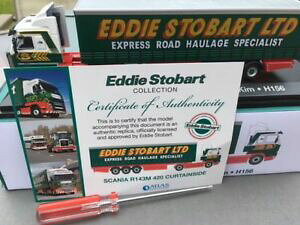 EDDIE STOBART LTD
EXPRESS ROAD HAULAGE SPECIALIST
Eddie Stobart
COLLECTION
Certificate of Authenticity
This is to certify that the model
accompanying this document is an
authentic replica, officially licensed
and approved by Eddie Stobart.
Eddie Stobart
EDDIE STOBART LTD
EXPRESS ROAD HAULAGE SPECIALIST
SCANIA R143M 420 CURTAINSIDE
ATLAS
H156
H156